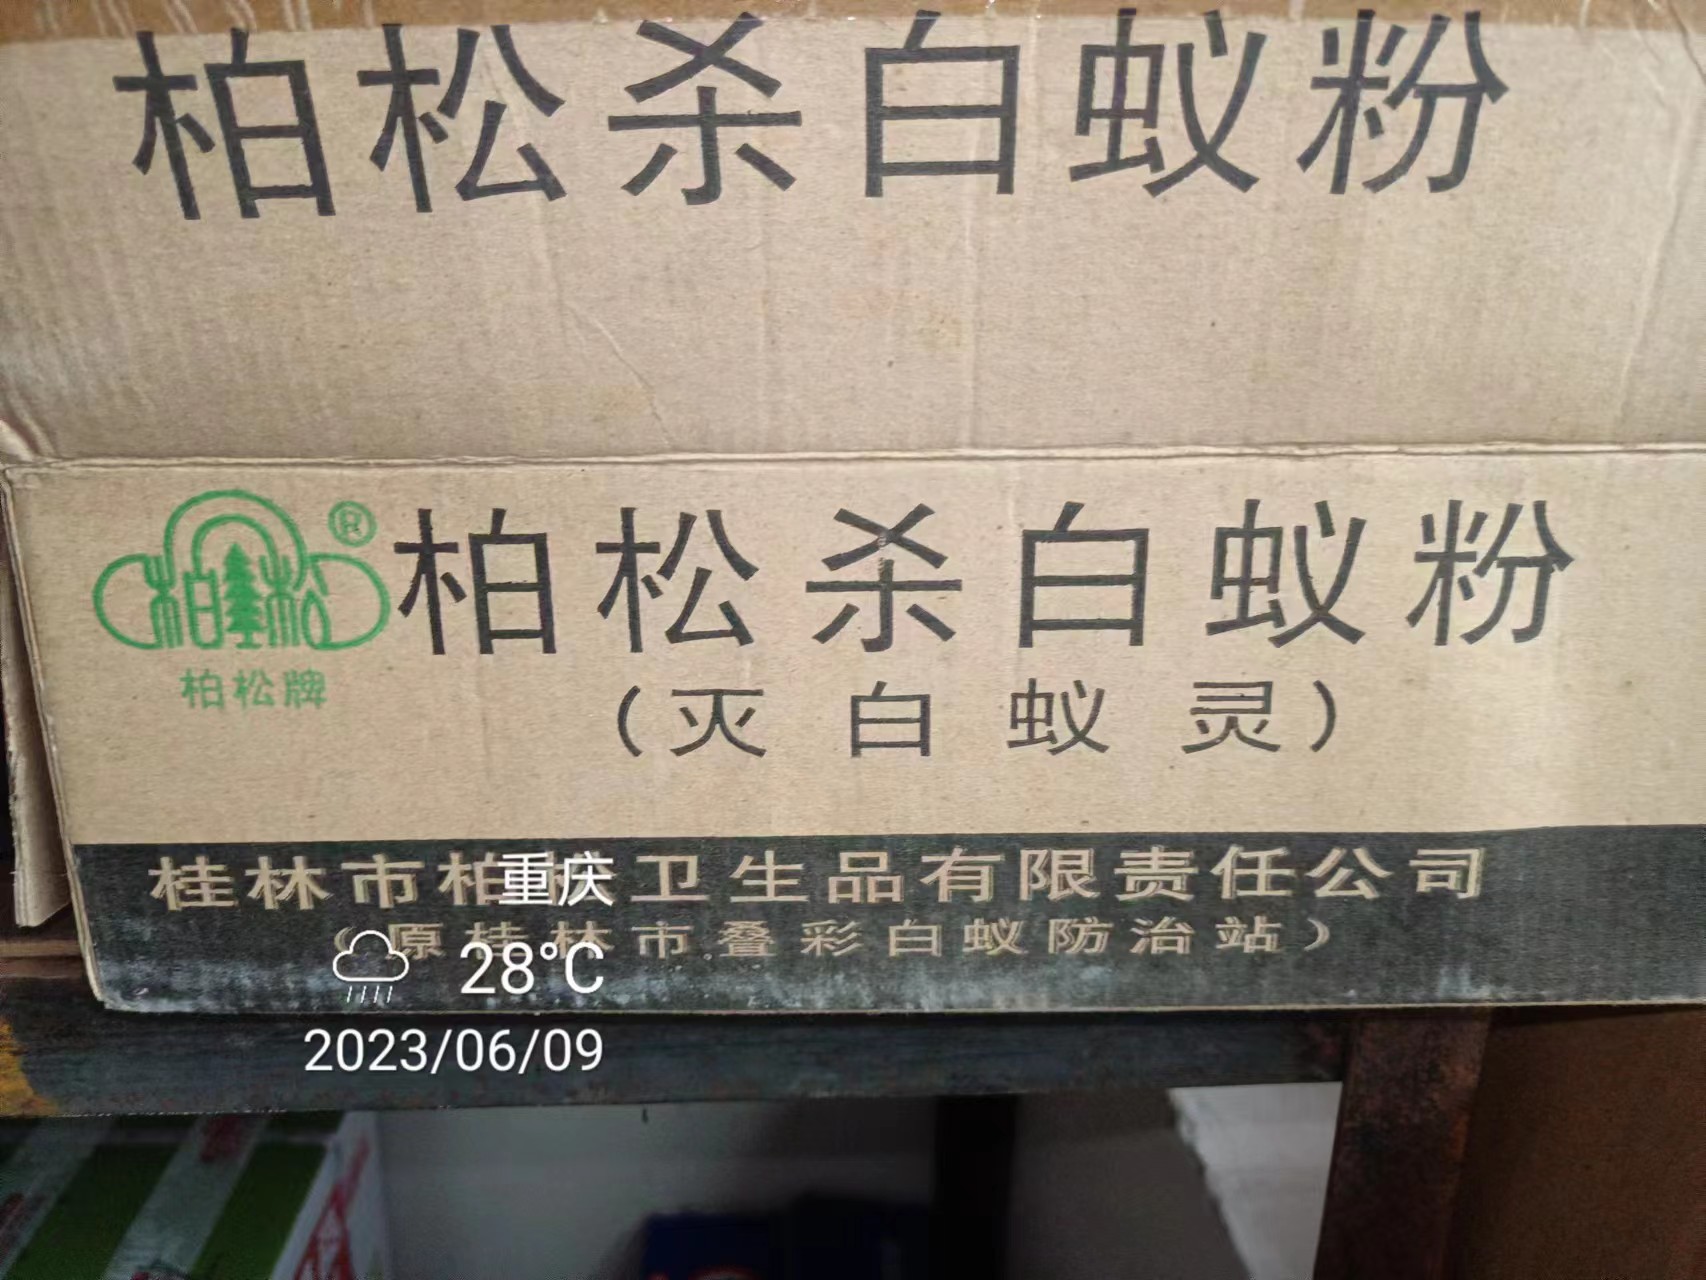 柏松杀白蚁粉
柏松
®
柏松牌
柏松杀白蚁粉
(灭白蚁灵)
桂林市柏 卫生品有限责任公司
(原桂林市叠彩白蚁防治站)
重庆
28°C
2023/06/09